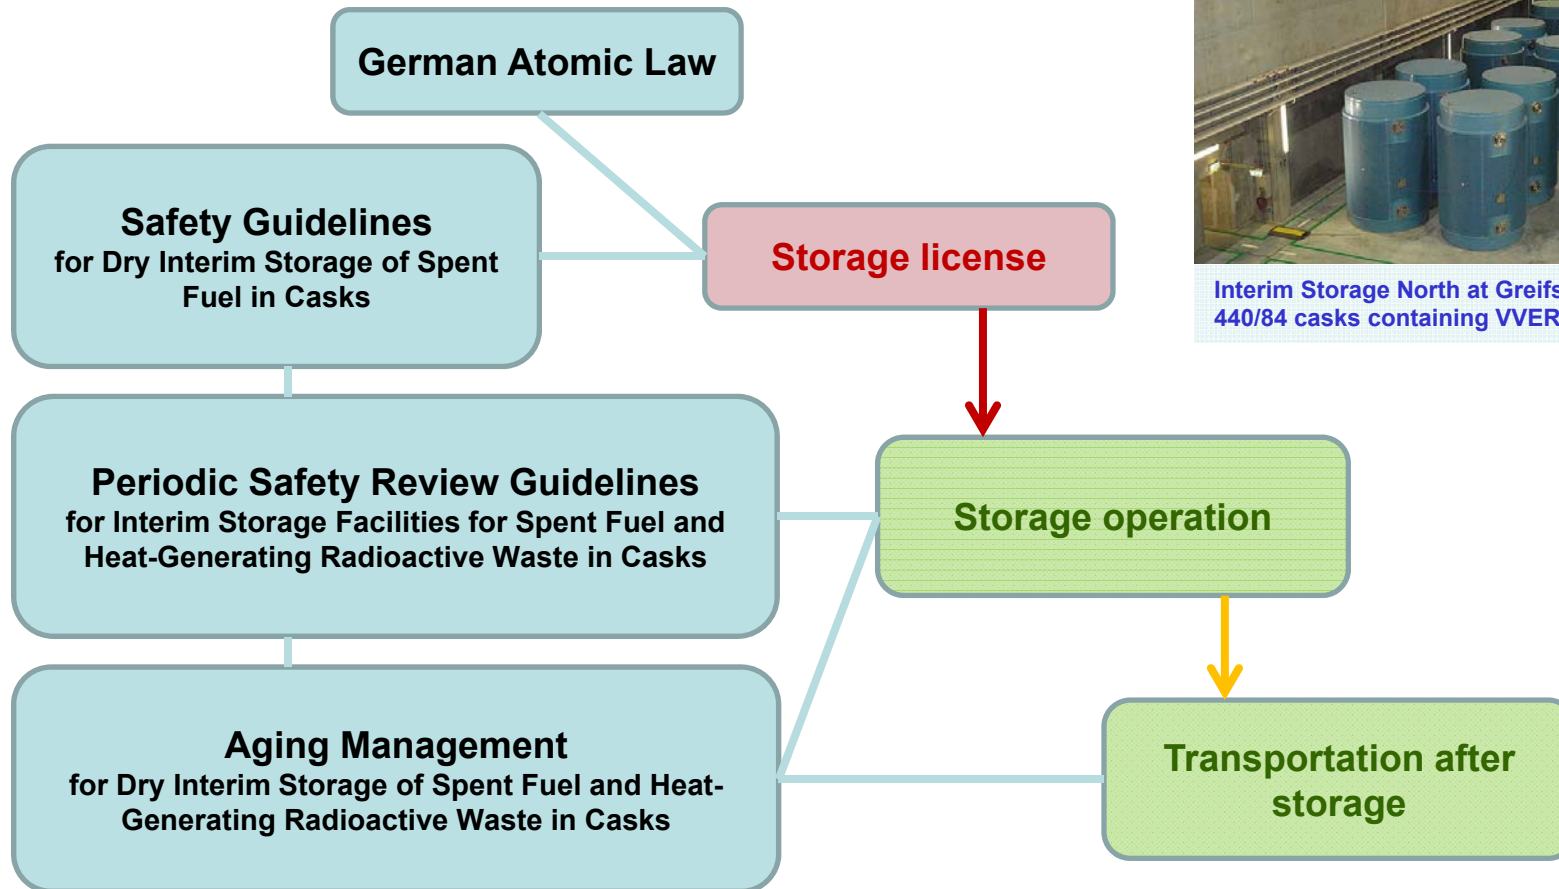 German Atomic Law
Safety Guidelines
for Dry Interim Storage of Spent
Fuel in Casks
Storage license
Interim Storage North at
440/84 casks containing VVER
Periodic Safety Review Guidelines
for Interim Storage Facilities for Spent Fuel and
Heat-Generating Radioactive Waste in Casks
Storage operation
Aging Management
for Dry Interim Storage of Spent Fuel and Heat-
Generating Radioactive Waste in Casks
Transportation after
storage